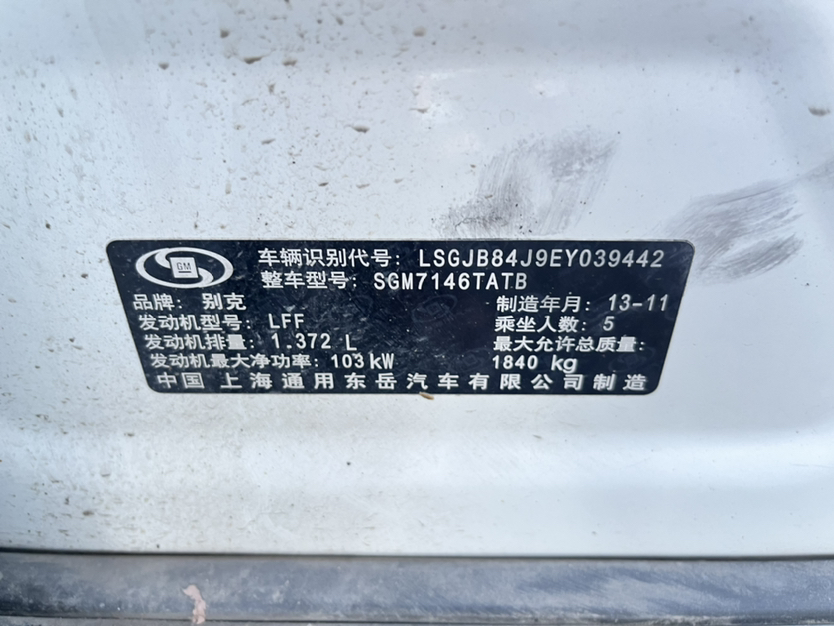 GM
车辆识别代号: LSGJB84J9EY039442
整车型号: SGM7146TATB
品牌: 别克 制造年月: 13-11
发动机型号: LFF 乘坐人数: 5
发动机排量: 1.372 L 最大允许总质量:
发动机最大净功率: 103kW 1840 kg
中国 上海通用东岳汽车有限公司制造